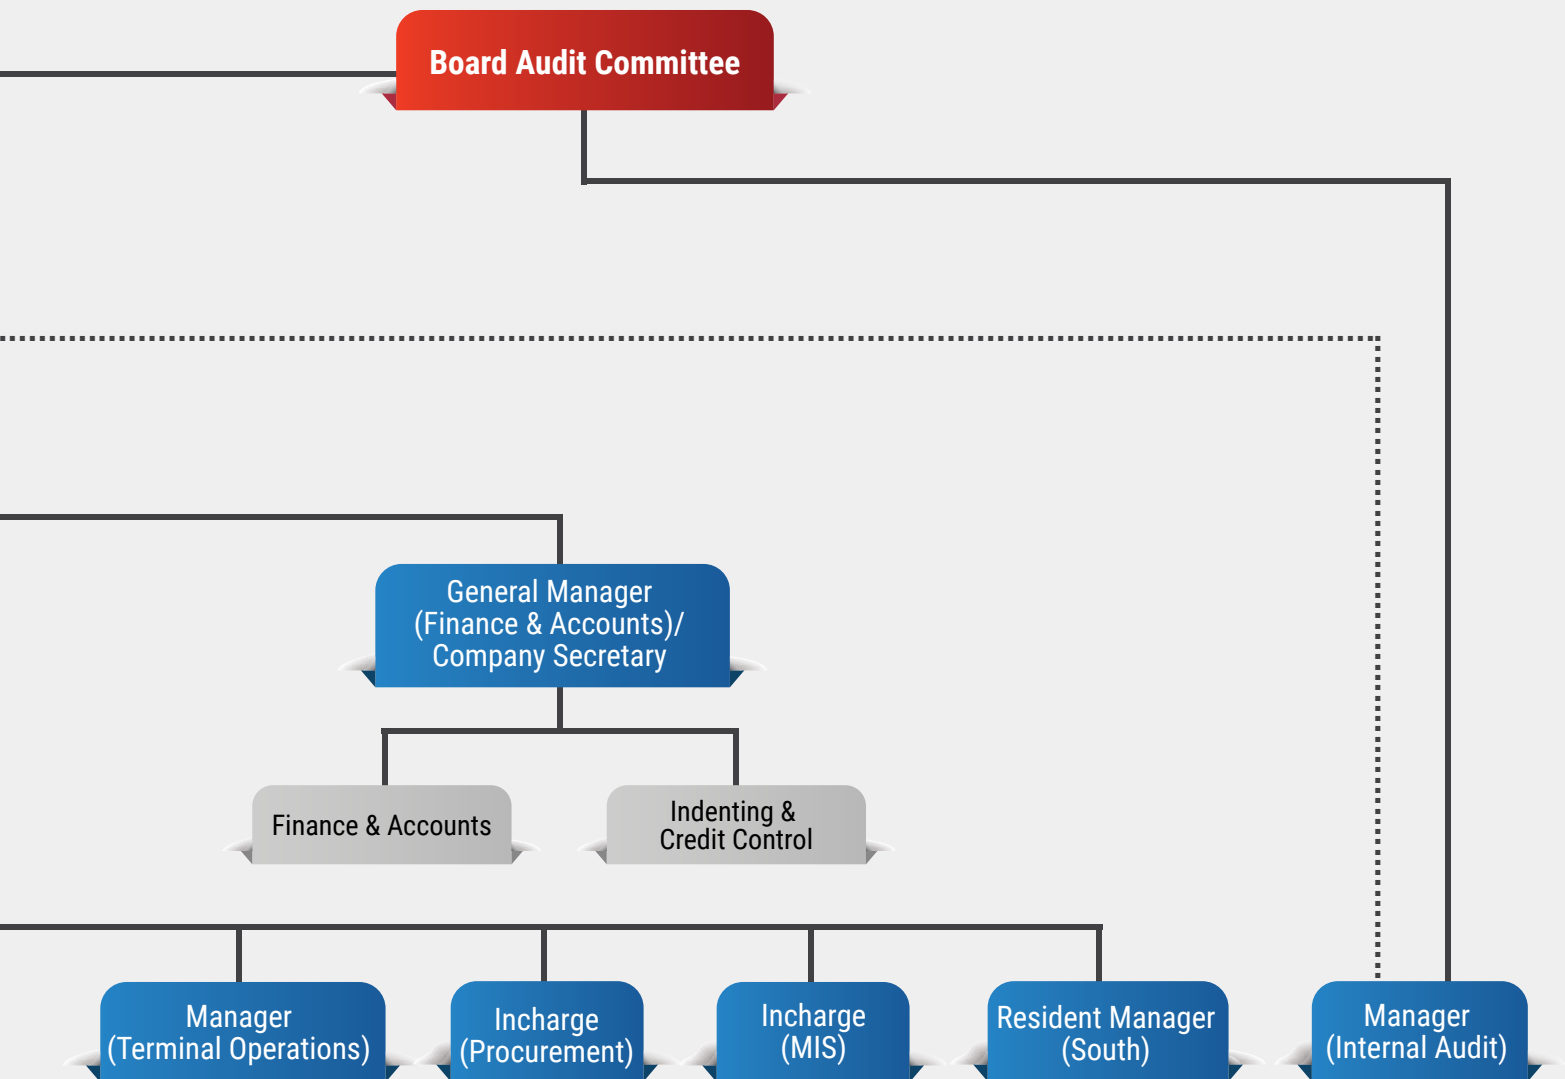 Board Audit Committee
General Manager
(Finance & Accounts)/
Company Secretary
Finance & Accounts
Indenting &
Credit Control
Manager
(Terminal Operations)
Incharge
(Procurement)
Incharge
(MIS)
Resident Manager
(South)
Manager
(Internal Audit)